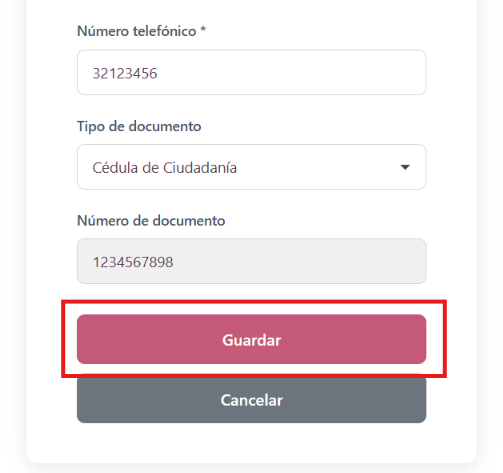 Número telefónico *
32123456
Tipo de documento
Cédula de Ciudadanía
Número de documento
1234567898
Guardar
Cancelar